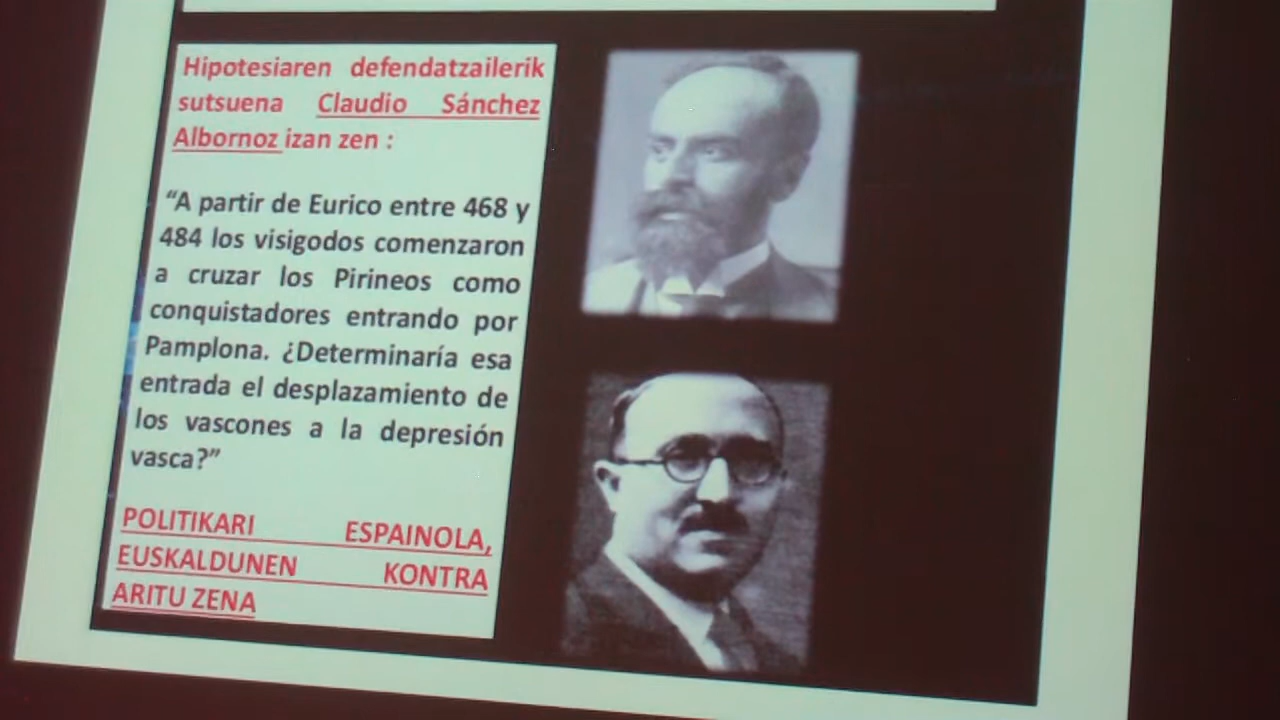 Hipotesiaren defendatzailerik
sutsuena Claudio Sánchez
Albornoz izan zen :
“A partir de Eurico entre 468 y
484 los visigodos comenzaron
a cruzar los Pirineos como
conquistadores entrando por
Pamplona. ¿Determinaría esa
entrada el desplazamiento de
los vascones a la depresión
vasca?”
POLITIKARI ESPAINOLA,
EUSKALDUNEN KONTRA
ARITU ZENA